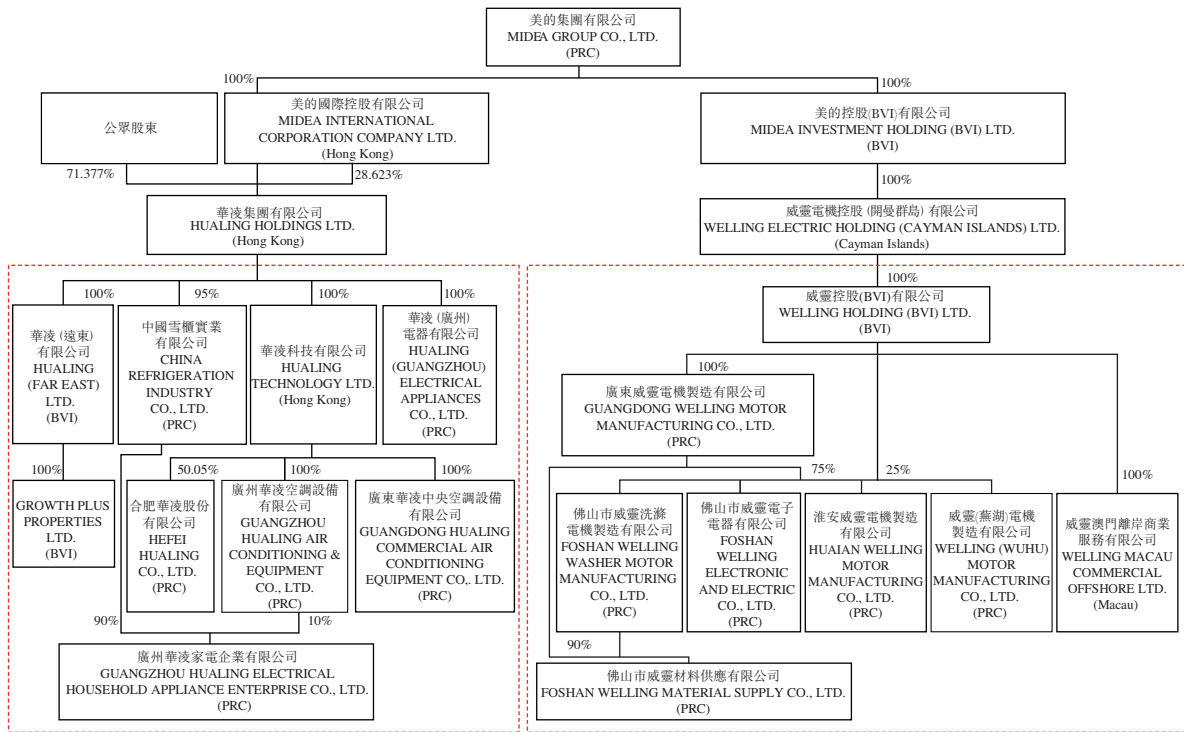 美的集團有限公司
MIDEA GROUP CO., LTD.
(PRC)
100%
100%
公眾股東
美的國際控股有限公司
MIDEA INTERNATIONAL
CORPORATION COMPANY LTD.
(Hong Kong)
美的控股(BVI)有限公司
MIDEA INVESTMENT HOLDING (BVI) LTD.
(BVI)
71.377%
28.623%
100%
華凌集團有限公司
HUALING HOLDINGS LTD.
(Hong Kong)
威靈電機控股 (開曼群島) 有限公司
WELLING ELECTRIC HOLDING (CAYMAN ISLANDS) LTD.
(Cayman Islands)
100%
95%
100%
100%
100%
華凌 (遠東)
有限公司
HUALING
(FAR EAST)
LTD.
(BVI)
中國雪櫃實業
有限公司
CHINA
REFRIGERATION
INDUSTRY
CO., LTD.
(PRC)
華凌科技有限公司
HUALING
TECHNOLOGY LTD.
(Hong Kong)
華凌 (廣州)
電器有限公司
HUALING
(GUANGZHOU)
ELECTRICAL
APPLIANCES
CO., LTD.
(PRC)
威靈控股(BVI)有限公司
WELLING HOLDING (BVI) LTD.
(BVI)
100%
廣東威靈電機製造有限公司
GUANGDONG WELLING MOTOR
MANUFACTURING CO., LTD.
(PRC)
100%
50.05%
100%
100%
75%
25%
100%
GROWTH PLUS
PROPERTIES
LTD.
(BVI)
合肥華凌股份
有限公司
HEFEI
HUALING
CO., LTD.
(PRC)
廣州華凌空調設備
有限公司
GUANGZHOU
HUALING AIR
CONDITIONING &
EQUIPMENT
CO., LTD.
(PRC)
廣東華凌中央空調設備
有限公司
GUANGDONG HUALING
COMMERCIAL AIR
CONDITIONING
EQUIPMENT CO,. LTD.
(PRC)
佛山市威靈洗滌
電機製造有限公司
FOSHAN WELLING
WASHER MOTOR
MANUFACTURING
CO., LTD.
(PRC)
佛山市威靈電子
電器有限公司
FOSHAN
WELLING
ELECTRONIC
AND ELECTRIC
CO., LTD.
(PRC)
淮安威靈電機製造
有限公司
HUAIAN WELLING
MOTOR
MANUFACTURING
CO., LTD.
(PRC)
威靈(蕪湖)電機
製造有限公司
WELLING (WUHU)
MOTOR
MANUFACTURING
CO., LTD.
(PRC)
威靈澳門離岸商業
服務有限公司
WELLING MACAU
COMMERCIAL
OFFSHORE LTD.
(Macau)
90%
10%
90%
廣州華凌家電企業有限公司
GUANGZHOU HUALING ELECTRICAL
HOUSEHOLD APPLIANCE ENTERPRISE CO., LTD.
(PRC)
佛山市威靈材料供應有限公司
FOSHAN WELLING MATERIAL SUPPLY CO., LTD.
(PRC)